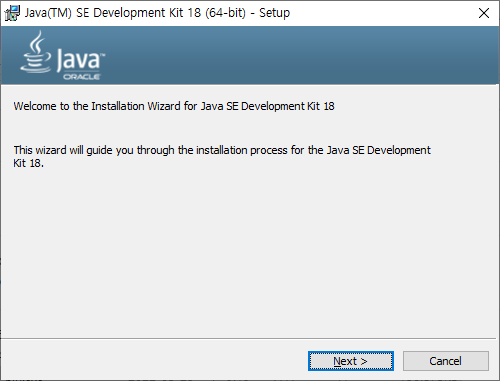 Java(TM) SE Development Kit 18 (64-bit) - Setup
Java
ORACLE
Welcome to the Installation Wizard for Java SE Development Kit 18
This wizard will guide you through the installation process for the Java SE Development
Kit 18.
Next >
Cancel